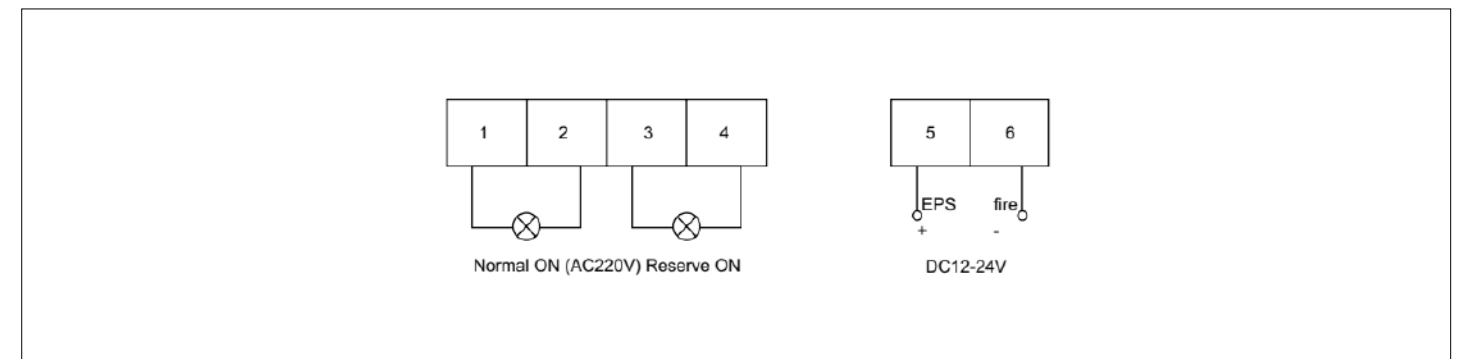 1 2 3 4 5 6
EPS fire
+ -
Normal ON (AC220V) Reserve ON DC12-24V